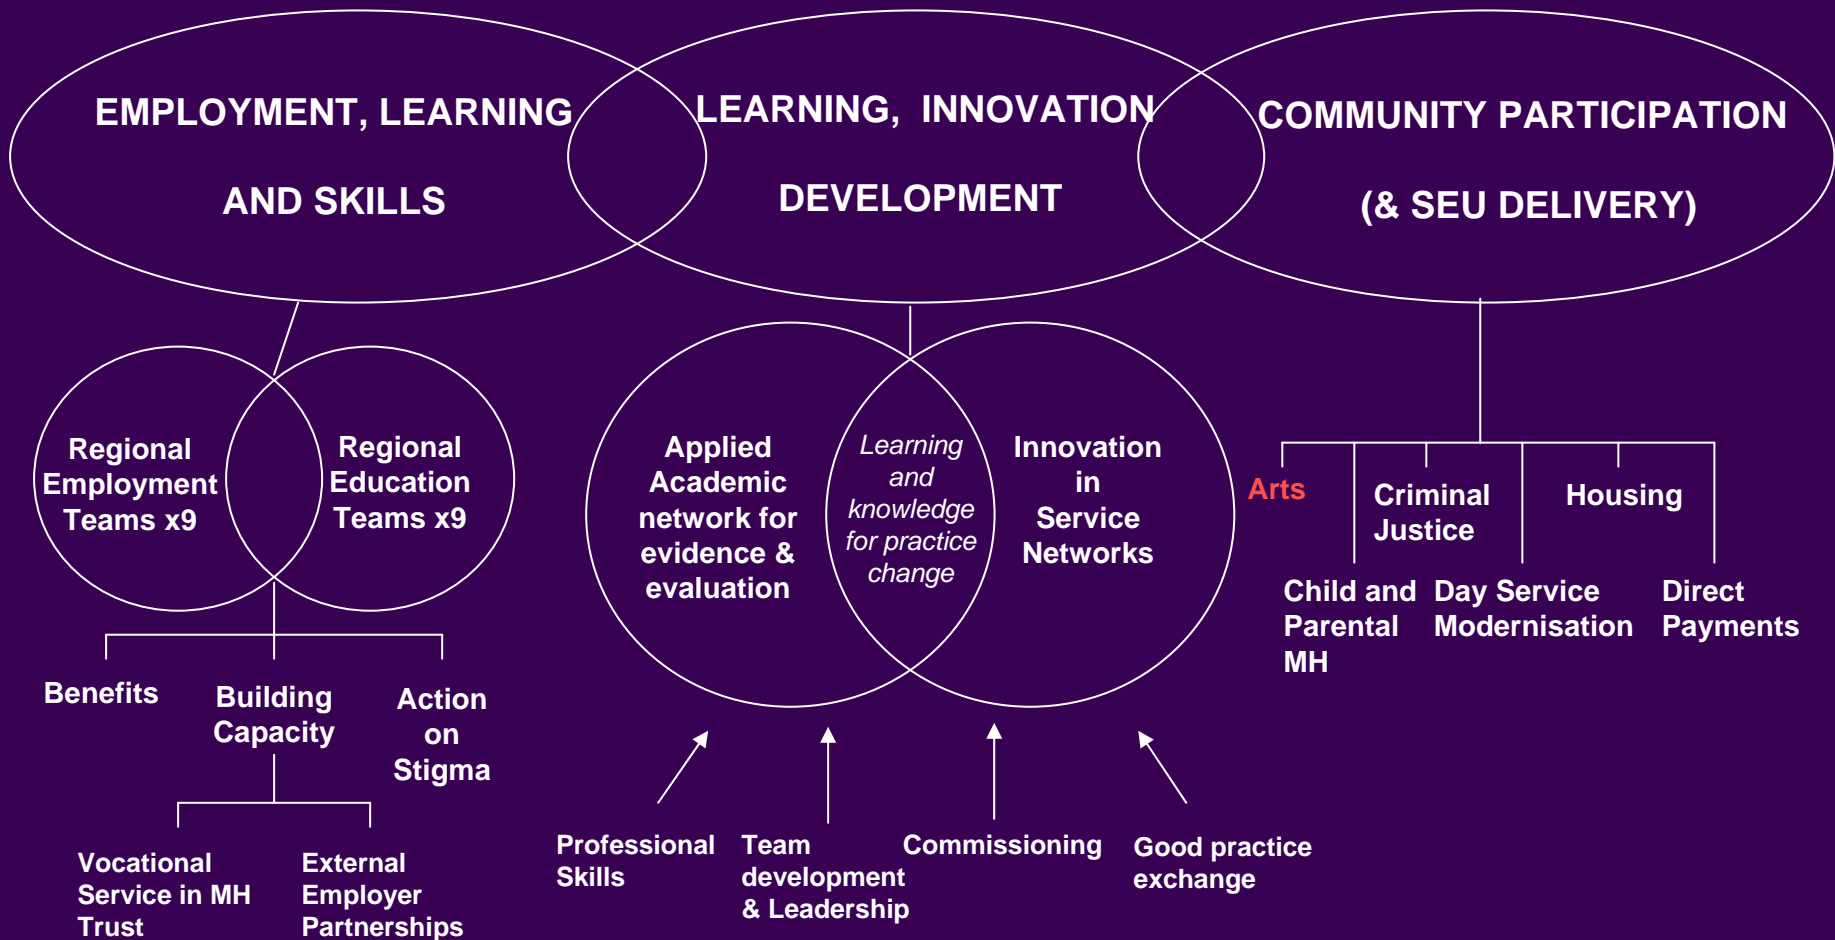 EMPLOYMENT, LEARNING
AND SKILLS
LEARNING,  INNOVATION
DEVELOPMENT
COMMUNITY PARTICIPATION
(& SEU DELIVERY)
Regional
Employment
Teams x9
Regional
Education
Teams x9
Applied
Academic
network for
evidence &
evaluation
Learning
and
knowledge
for practice
change
Innovation
in
Service
Networks
Arts
Criminal
Justice
Housing
Child and
Parental
MH
Day Service
Modernisation
Direct
Payments
Benefits
Building
Capacity
Action
on
Stigma
Vocational
Service in MH
Trust
External
Employer
Partnerships
Professional
Skills
Team
development
& Leadership
Commissioning
Good practice
exchange